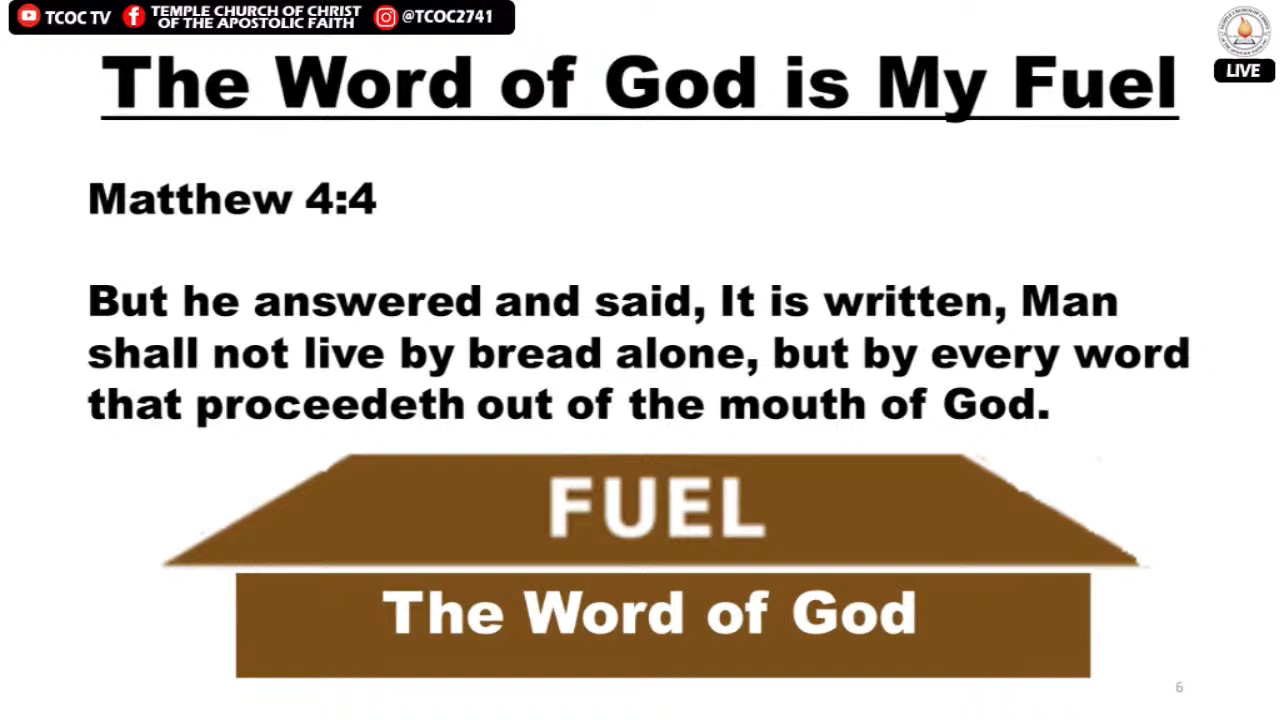 TCOC TV
TEMPLE CHURCH OF CHRIST
OF THE APOSTOLIC FAITH
@TCOC2741
LIVE
The Word of God is My Fuel
Matthew 4:4
But he answered and said, It is written, Man
shall not live by bread alone, but by every word
that proceedeth out of the mouth of God.
FUEL
The Word of God
6